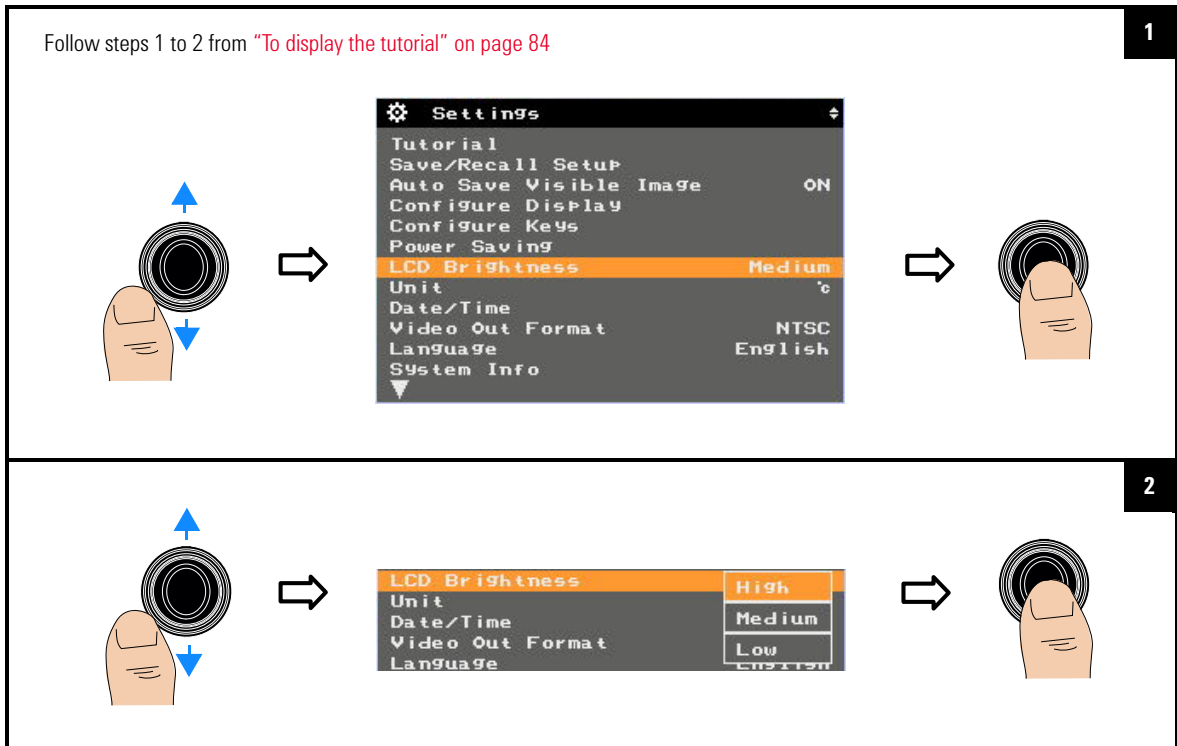 1
Follow steps 1 to 2 from “To display the tutorial” on page 84
Settings
Tutorial
Save/Recall Setup
Auto Save Visible Image ON
Configure Display
Configure Keys
Power Saving
LCD Brightness Medium
Unit °c
Date/Time
Video Out Format NTSC
Language English
System Info
2
LCD Brightness High
Unit
Date/Time Medium
Video Out Format Low
Language English